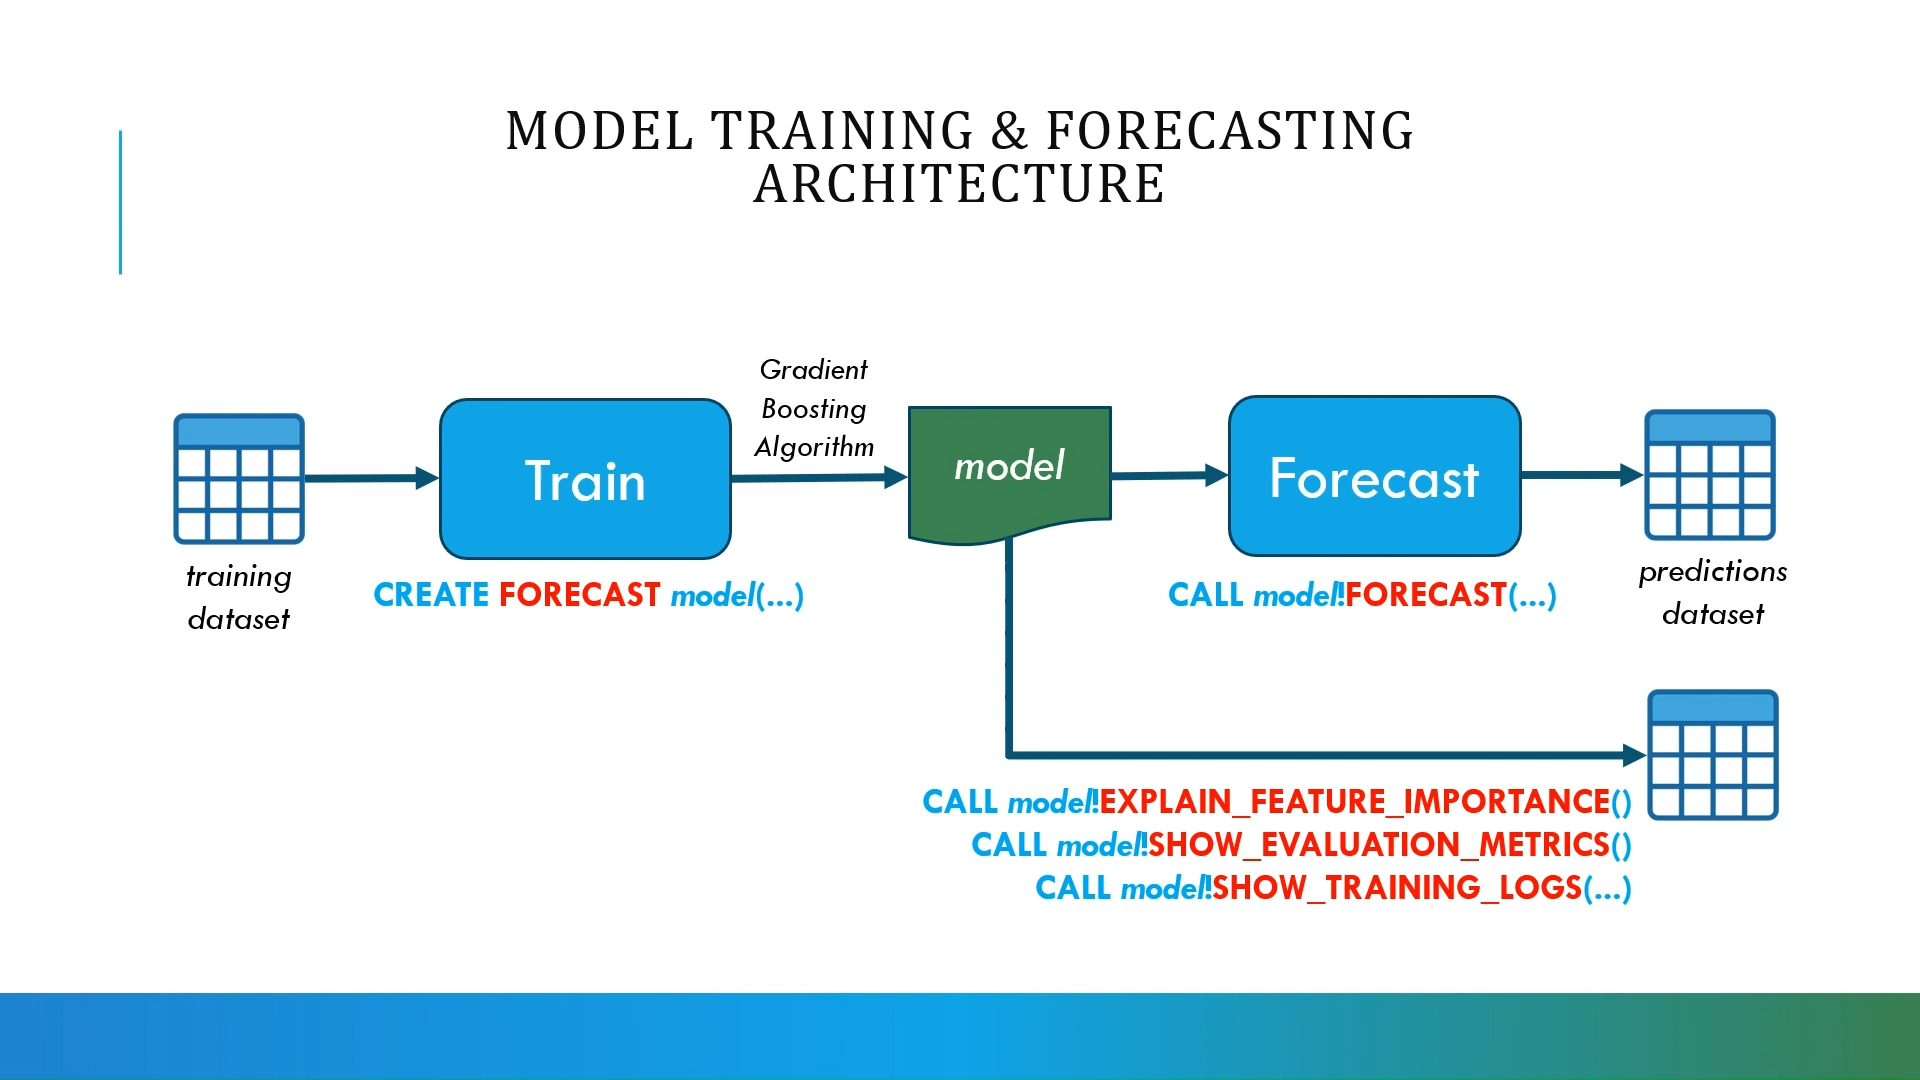 MODEL TRAINING & FORECASTING
ARCHITECTURE
Gradient
Boosting
Algorithm
Train
model
Forecast
training
dataset
CREATE FORECAST model(...)
CALL model!FORECAST(...)
predictions
dataset
CALL model!EXPLAIN_FEATURE_IMPORTANCE()
CALL model!SHOW_EVALUATION_METRICS()
CALL model!SHOW_TRAINING_LOGS(...)